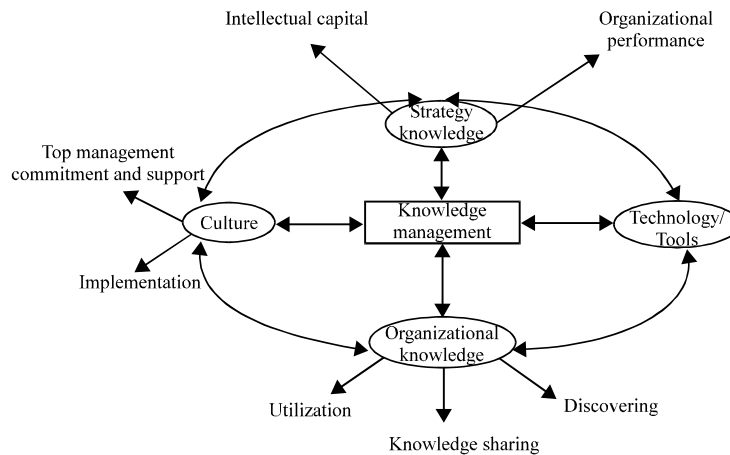 Intellectual capital
Organizational
performance
Strategy
knowledge
Top management
commitment and support
Culture
Knowledge
management
Technology/
Tools
Implementation
Organizational
knowledge
Utilization
Discovering
Knowledge sharing